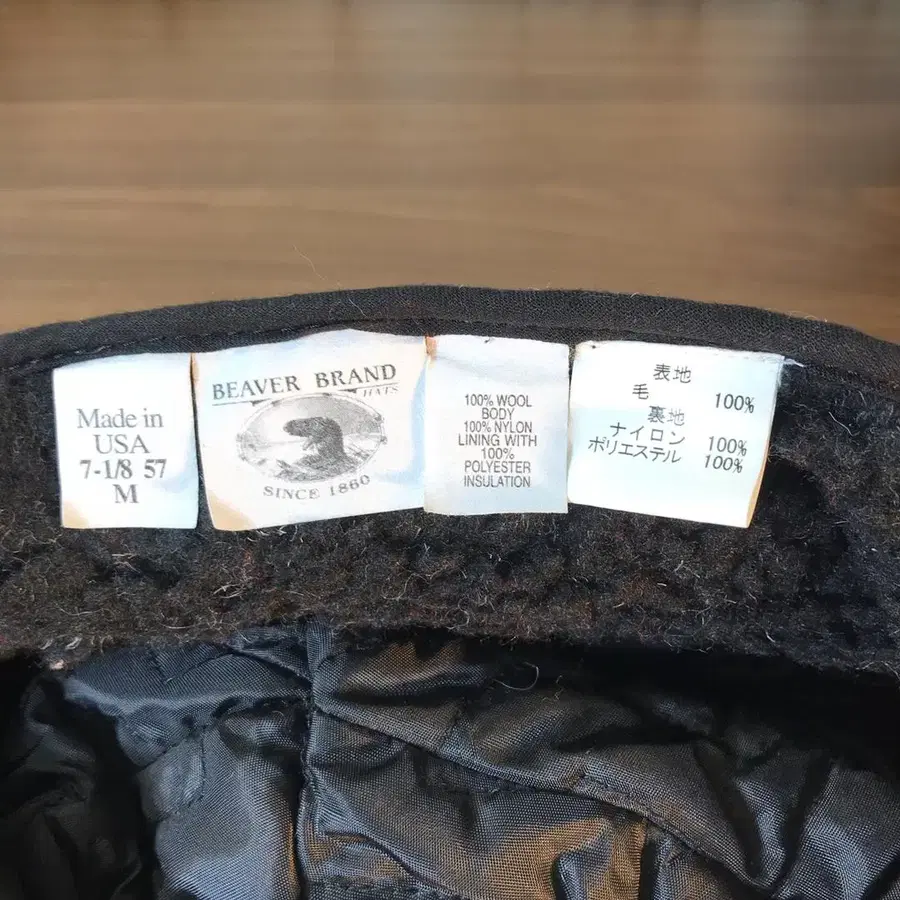 Made in
USA
7-1/8 57
M
BEAVER BRAND
HATS
SINCE 1860
100% WOOL
BODY
100% NYLON
LINING WITH
100%
POLYESTER
INSULATION
表地
毛 100%
裏地
ナイロン 100%
ポリエステル 100%